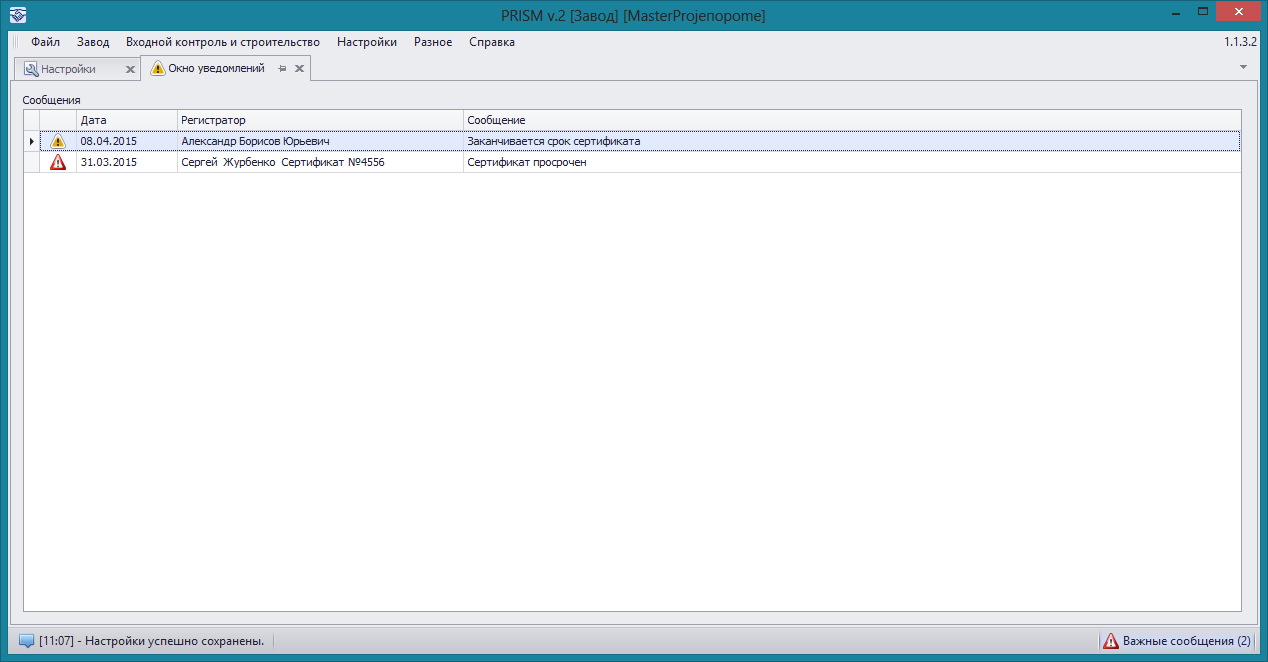 PRISM v.2 [Завод] [MasterProjепороme]
Файл Завод Входной контроль и строительство Настройки Разное Справка 1.1.3.2
Настройки Окно уведомлений
Сообщения
Дата Регистратор Сообщение
08.04.2015 Александр Борисов Юрьевич Заканчивается срок сертификата
31.03.2015 Сергей Журбенко Сертификат №4556 Сертификат просрочен
[11:07] - Настройки успешно сохранены. Важные сообщения (2)